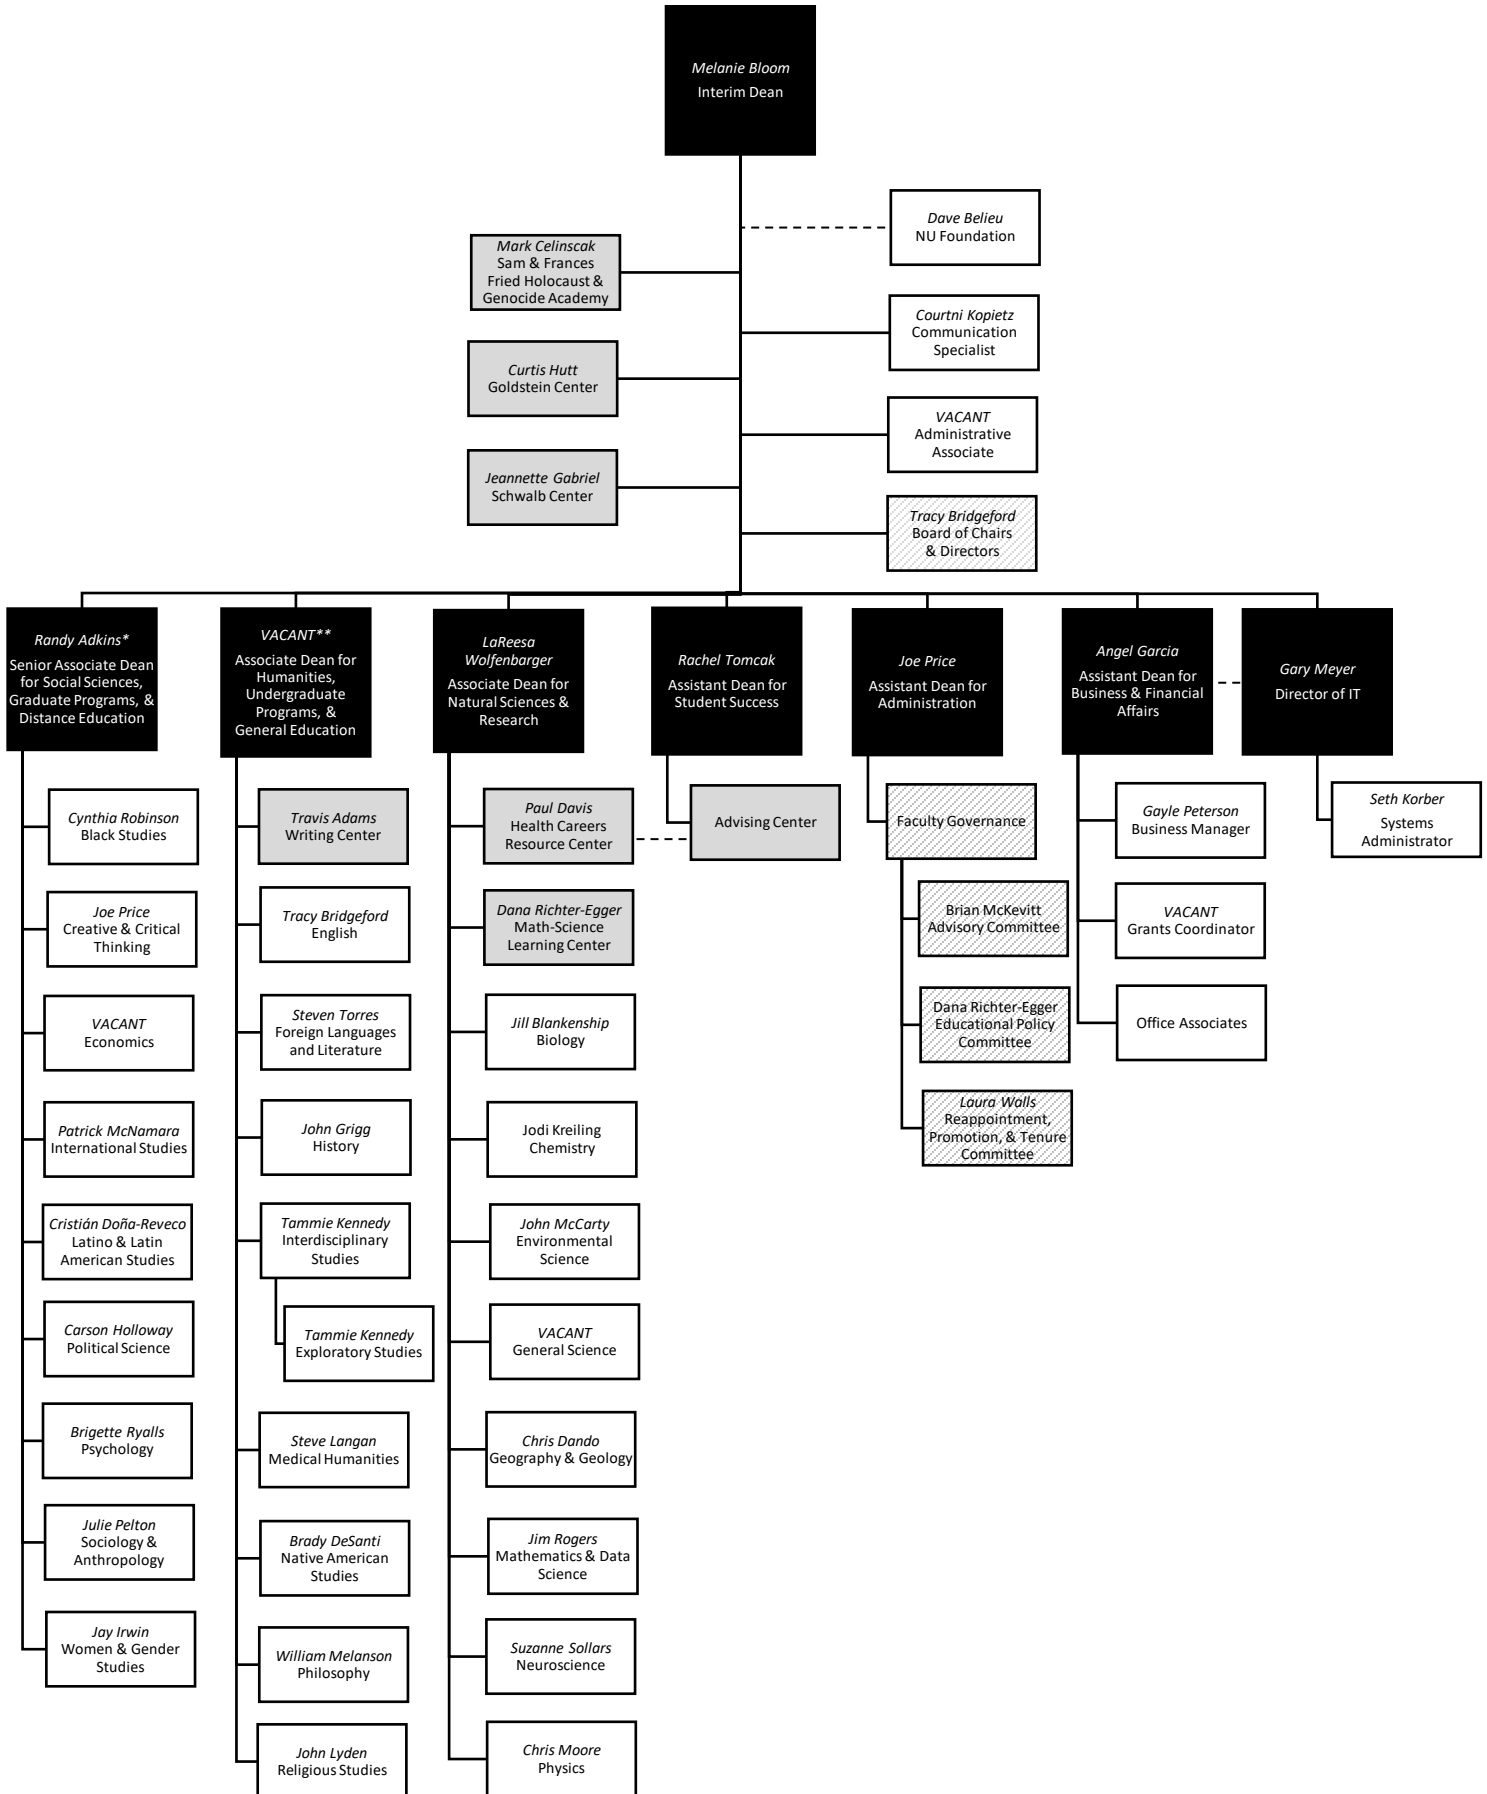 Melanie Bloom
Interim Dean
Dave Belieu
NU Foundation
Mark Celinscak
Sam & Frances
Fried Holocaust &
Genocide Academy
Courtni Kopietz
Communication
Specialist
Curtis Hutt
Goldstein Center
VACANT
Administrative
Associate
Jeannette Gabriel
Schwalb Center
Tracy Bridgeford
Board of Chairs
& Directors
Randy Adkins*
Senior Associate Dean
for Social Sciences,
Graduate Programs, &
Distance Education
VACANT**
Associate Dean for
Humanities,
Undergraduate
Programs, &
General Education
LaReesa
Wolfenbarger
Associate Dean for
Natural Sciences &
Research
Rachel Tomcak
Assistant Dean for
Student Success
Joe Price
Assistant Dean for
Administration
Angel Garcia
Assistant Dean for
Business & Financial
Affairs
Gary Meyer
Director of IT
Cynthia Robinson
Black Studies
Joe Price
Creative & Critical
Thinking
VACANT
Economics
Patrick McNamara
International Studies
Cristián Doña-Reveco
Latino & Latin
American Studies
Carson Holloway
Political Science
Brigette Ryalls
Psychology
Julie Pelton
Sociology &
Anthropology
Jay Irwin
Women & Gender
Studies
Travis Adams
Writing Center
Tracy Bridgeford
English
Steven Torres
Foreign Languages
and Literature
John Grigg
History
Tammie Kennedy
Interdisciplinary
Studies
Tammie Kennedy
Exploratory Studies
Steve Langan
Medical Humanities
Brady DeSanti
Native American
Studies
William Melanson
Philosophy
John Lyden
Religious Studies
Paul Davis
Health Careers
Resource Center
Dana Richter-Egger
Math-Science
Learning Center
Jill Blankenship
Biology
Jodi Kreiling
Chemistry
John McCarty
Environmental
Science
VACANT
General Science
Chris Dando
Geography & Geology
Jim Rogers
Mathematics & Data
Science
Suzanne Sollars
Neuroscience
Chris Moore
Physics
Advising Center
Faculty Governance
Brian McKevitt
Advisory Committee
Dana Richter-Egger
Educational Policy
Committee
Laura Walls
Reappointment,
Promotion, & Tenure
Committee
Gayle Peterson
Business Manager
VACANT
Grants Coordinator
Office Associates
Seth Korber
Systems
Administrator